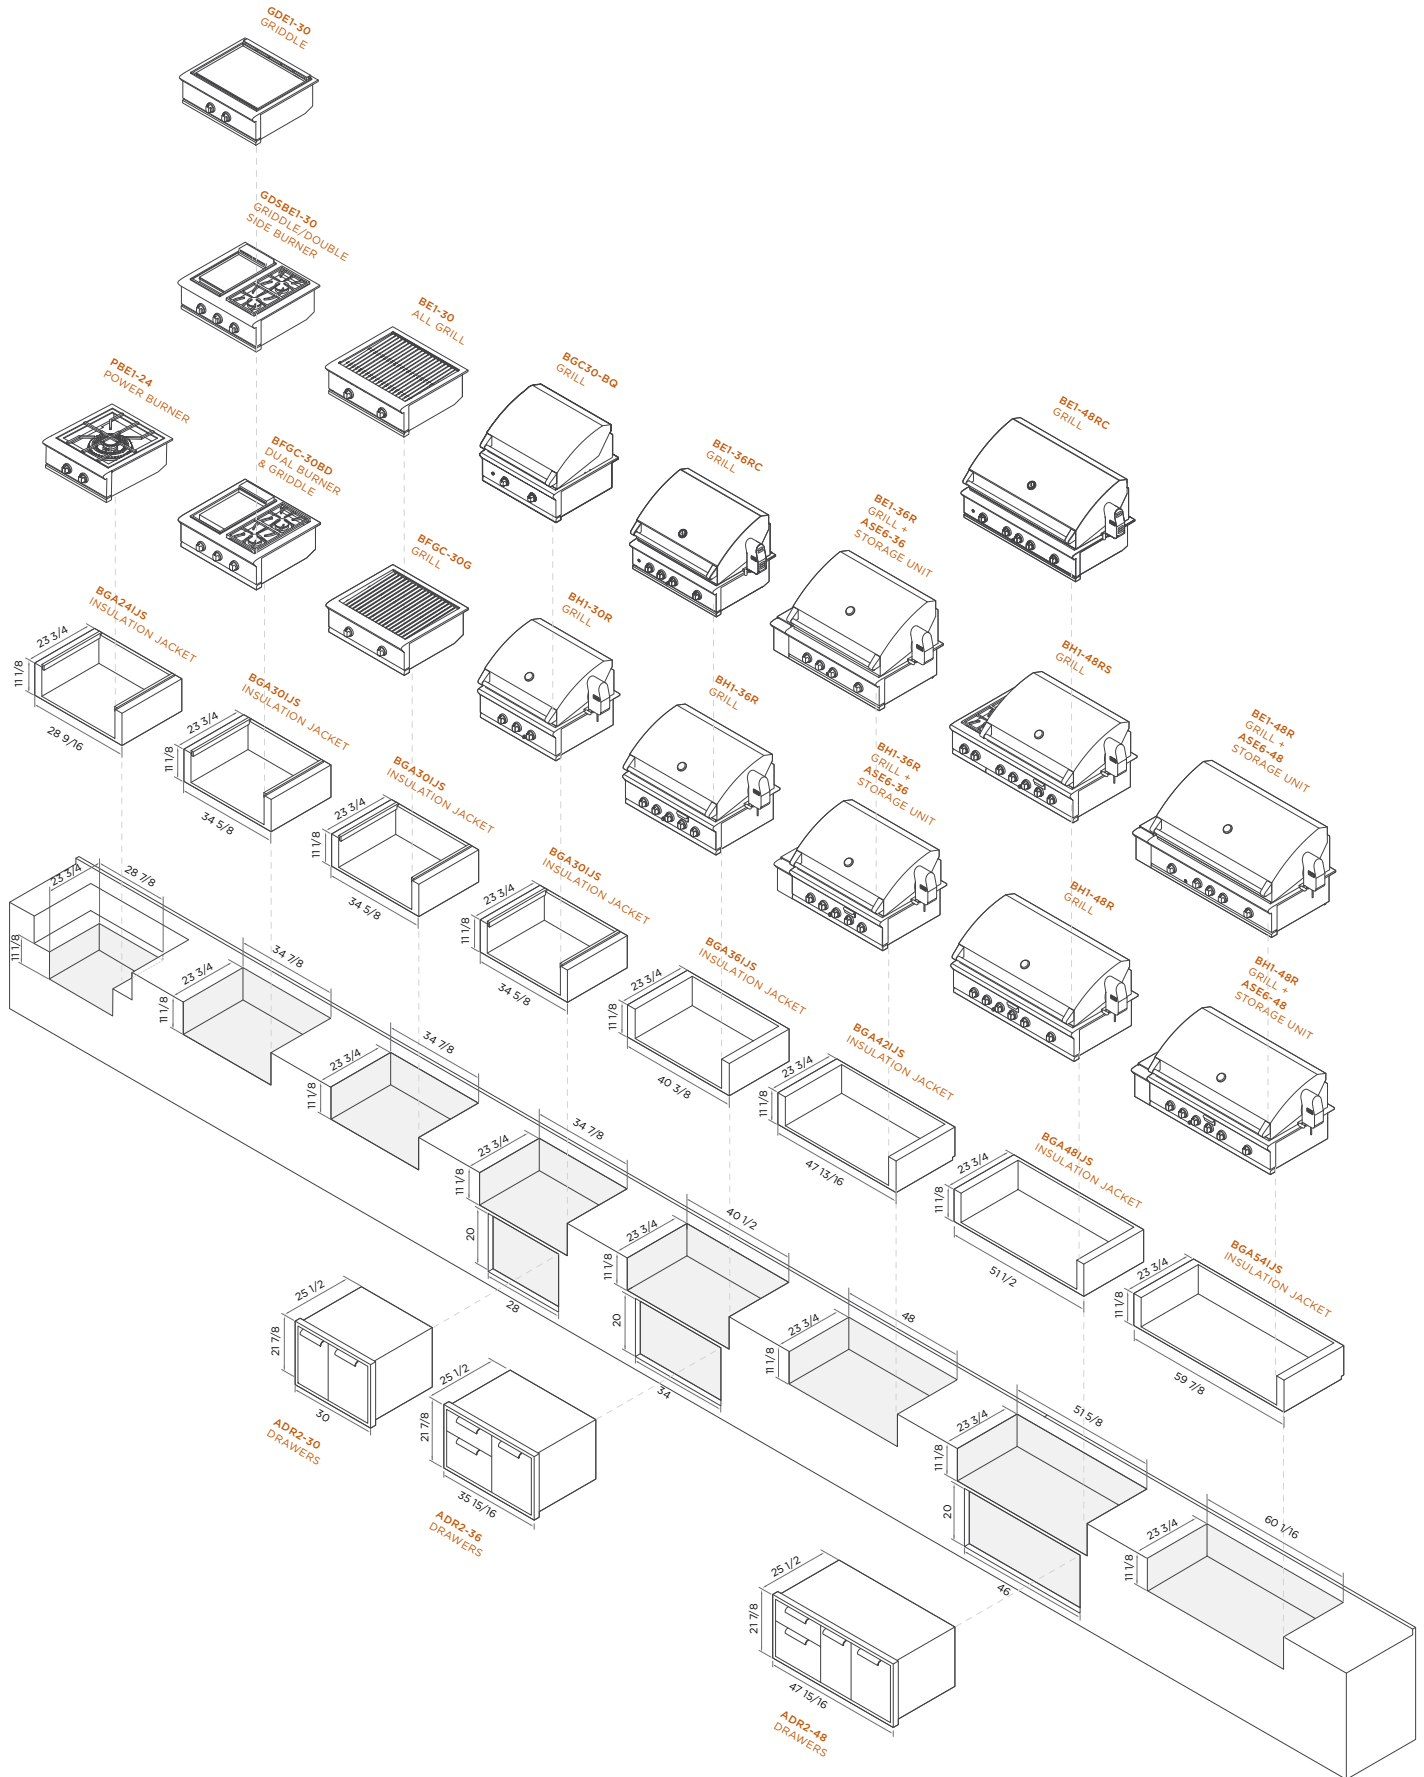 GDE1-30
GRIDDLE
GDSBE1-30
GRIDDLE/DOUBLE
SIDE BURNER
BE1-30
ALL GRILL
PBE1-24
POWER BURNER
BFGC-30BD
DUAL BURNER
& GRIDDLE
BGC30-BQ
GRILL
BE1-36RC
GRILL
BE1-48RC
GRILL
BE1-36R
GRILL +
ASE6-36
STORAGE UNIT
BFGC-30G
GRILL
BH1-30R
GRILL
BH1-36R
GRILL
BH1-48RS
GRILL
BH1-36R
GRILL +
ASE6-36
STORAGE UNIT
BE1-48R
GRILL +
ASE6-48
STORAGE UNIT
BH1-48R
GRILL
BH1-48R
GRILL +
ASE6-48
STORAGE UNIT
BGA24IJS
INSULATION JACKET
23 3/4
11 1/8
28 9/16
BGA30IJS
INSULATION JACKET
23 3/4
11 1/8
34 5/8
BGA30IJS
INSULATION JACKET
23 3/4
11 1/8
34 5/8
BGA30IJS
INSULATION JACKET
23 3/4
11 1/8
34 5/8
BGA36IJS
INSULATION JACKET
23 3/4
11 1/8
40 3/8
BGA42IJS
INSULATION JACKET
23 3/4
11 1/8
47 13/16
BGA48IJS
INSULATION JACKET
23 3/4
11 1/8
51 1/2
BGA54IJS
INSULATION JACKET
23 3/4
11 1/8
59 7/8
23 3/4
28 7/8
11 1/8
23 3/4
34 7/8
11 1/8
23 3/4
34 7/8
11 1/8
23 3/4
34 7/8
11 1/8
20
28
23 3/4
40 1/2
11 1/8
20
34
23 3/4
48
11 1/8
23 3/4
51 5/8
11 1/8
20
46
23 3/4
60 1/16
11 1/8
25 1/2
21 7/8
30
ADR2-30
DRAWERS
25 1/2
21 7/8
35 15/16
ADR2-36
DRAWERS
25 1/2
21 7/8
47 15/16
ADR2-48
DRAWERS